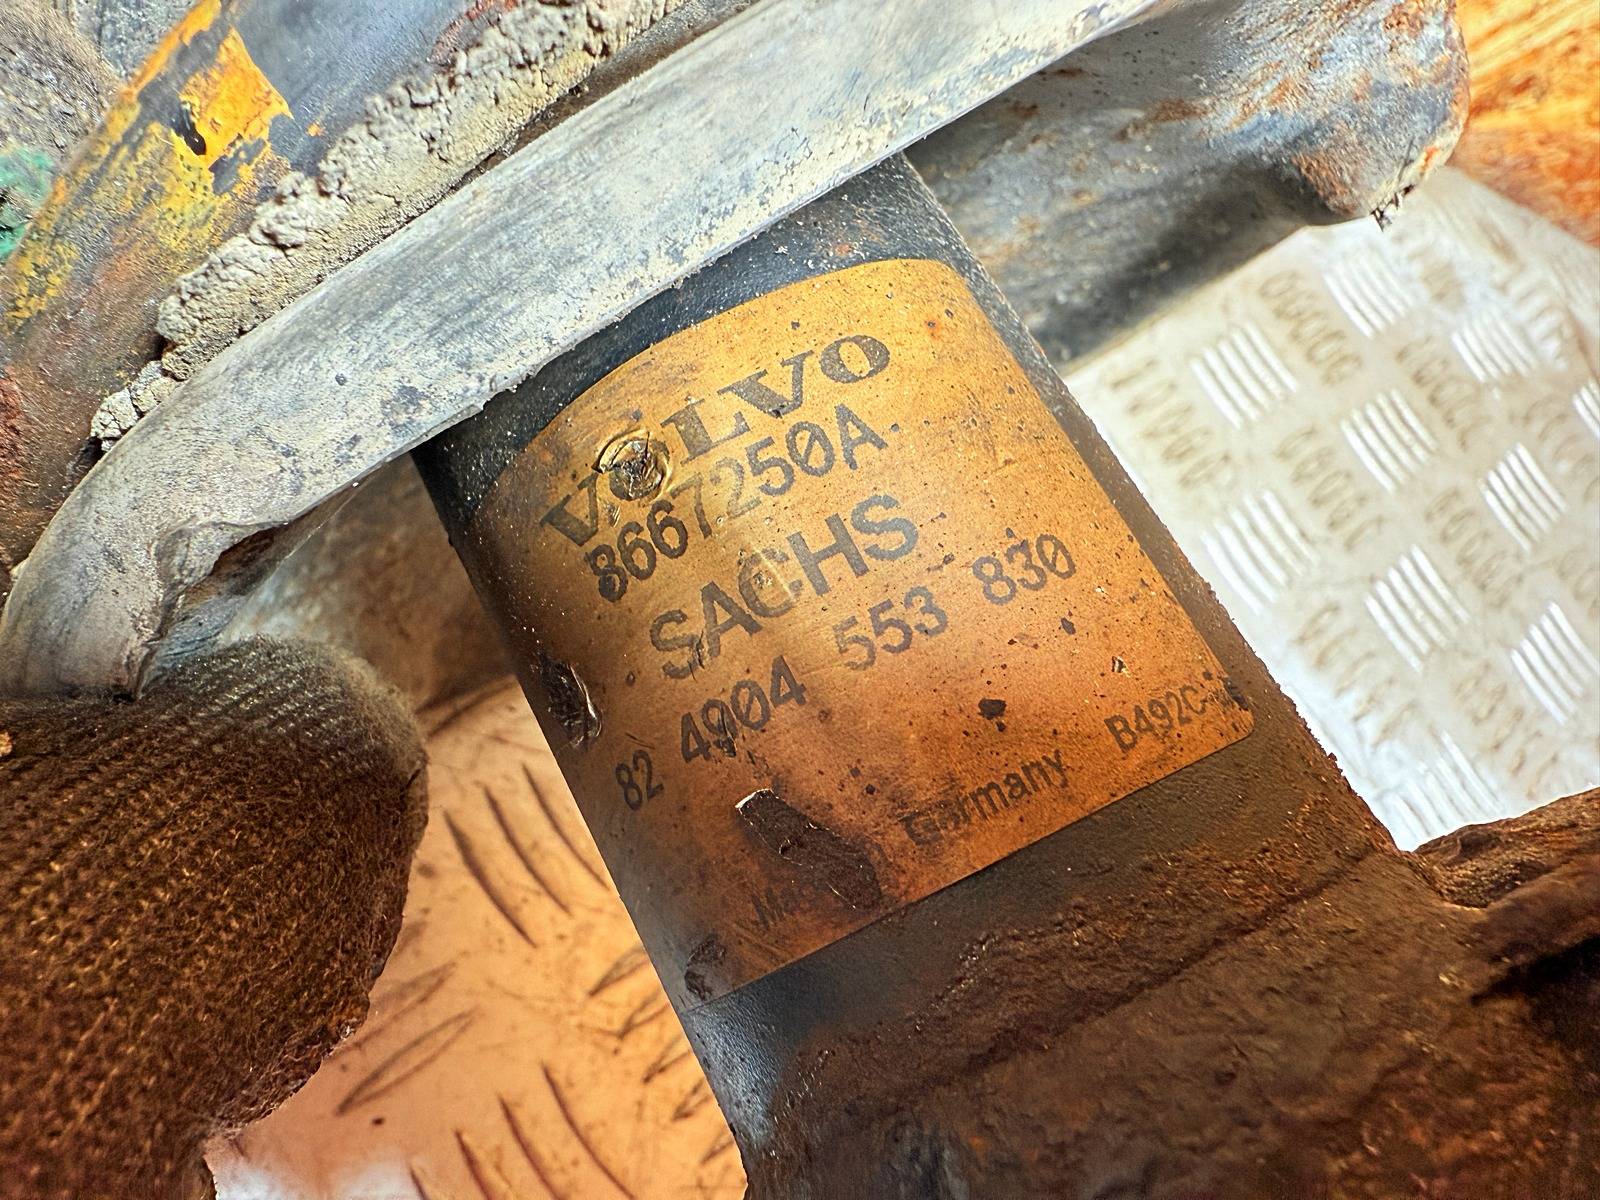 VOLVO
8667250A
SACHS
82 4904 553 830
Germany B492C